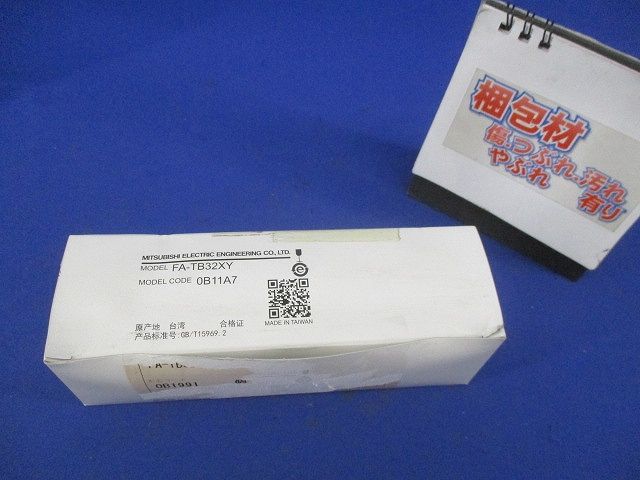 梱包材
傷、つぶれ、汚れ
やぶれ 有り
MITSUBISHI ELECTRIC ENGINEERING CO., LTD.
MODEL FA-TB32XY
MODEL CODE 0B11A7
MADE IN TAIWAN
原产地 台湾 合格证
产品标准号:GB/T15969.2
0B1991